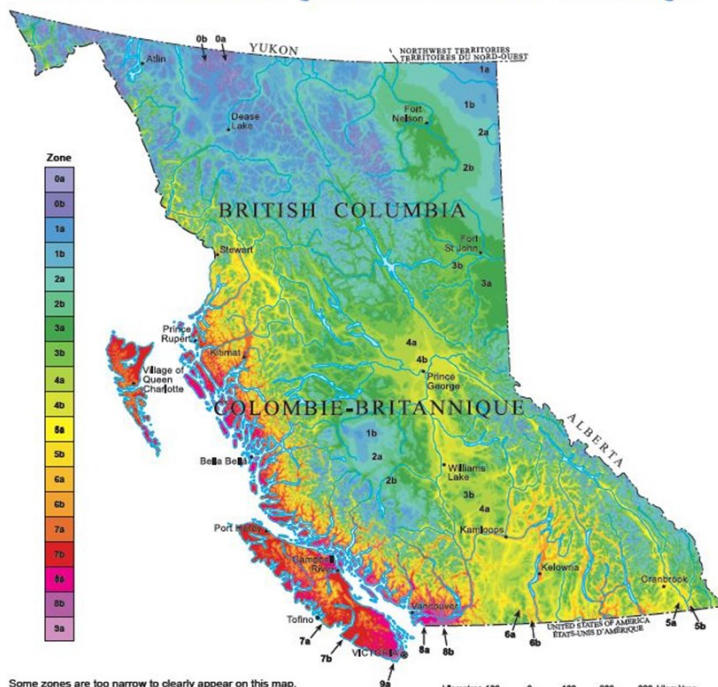 0b 0a
YUKON
NORTHWEST TERRITORIES
TERRITOIRES DU NORD-OUEST
Atlin
1a
1b
Fort
Nelson
Dease
Lake
2a
2b
Zone
0a
0b
1a
1b
2a
2b
3a
3b
4a
4b
5a
5b
6a
6b
7a
7b
8a
8b
9a
BRITISH COLUMBIA
Stewart
Fort
St John
3b
3a
Prince
Rupert
Kitimat
4a
4b
Prince
George
Village of
Queen
Charlotte
COLOMBIE-BRITANNIQUE
ALBERTA
1b
2a
2b
Bella Bella
Williams
Lake
3b
4a
Kamloops
Port Hardy
Campbell
River
Kelowna
Cranbrook
Tofino
Vancouver
7a
7b
VICTORIA
8a
8b
9a
6a
6b
UNITED STATES OF AMERICA
ÉTATS-UNIS D'AMÉRIQUE
5a
5b
Some zones are too narrow to clearly appear on this map.